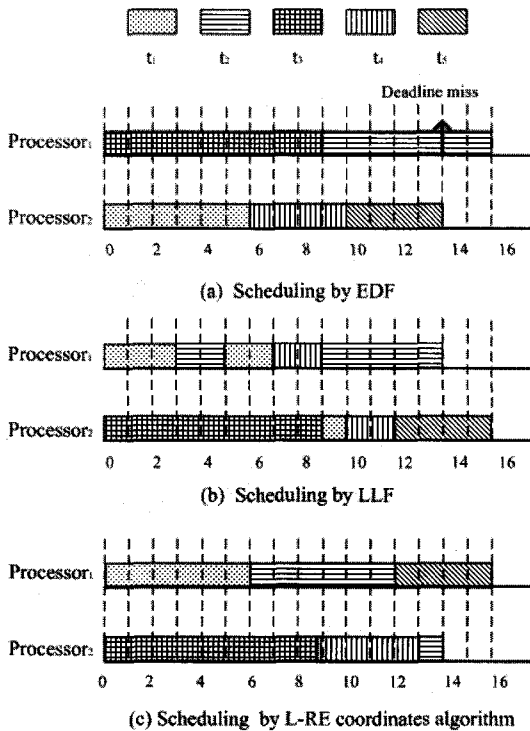 t₁ t₂ t₃ t₄ t₅
Deadline miss
Processor₁
Processor₂
0 2 4 6 8 10 12 14 16
(a) Scheduling by EDF
Processor₁
Processor₂
0 2 4 6 8 10 12 14 16
(b) Scheduling by LLF
Processor₁
Processor₂
0 2 4 6 8 10 12 14 16
(c) Scheduling by L-RE coordinates algorithm